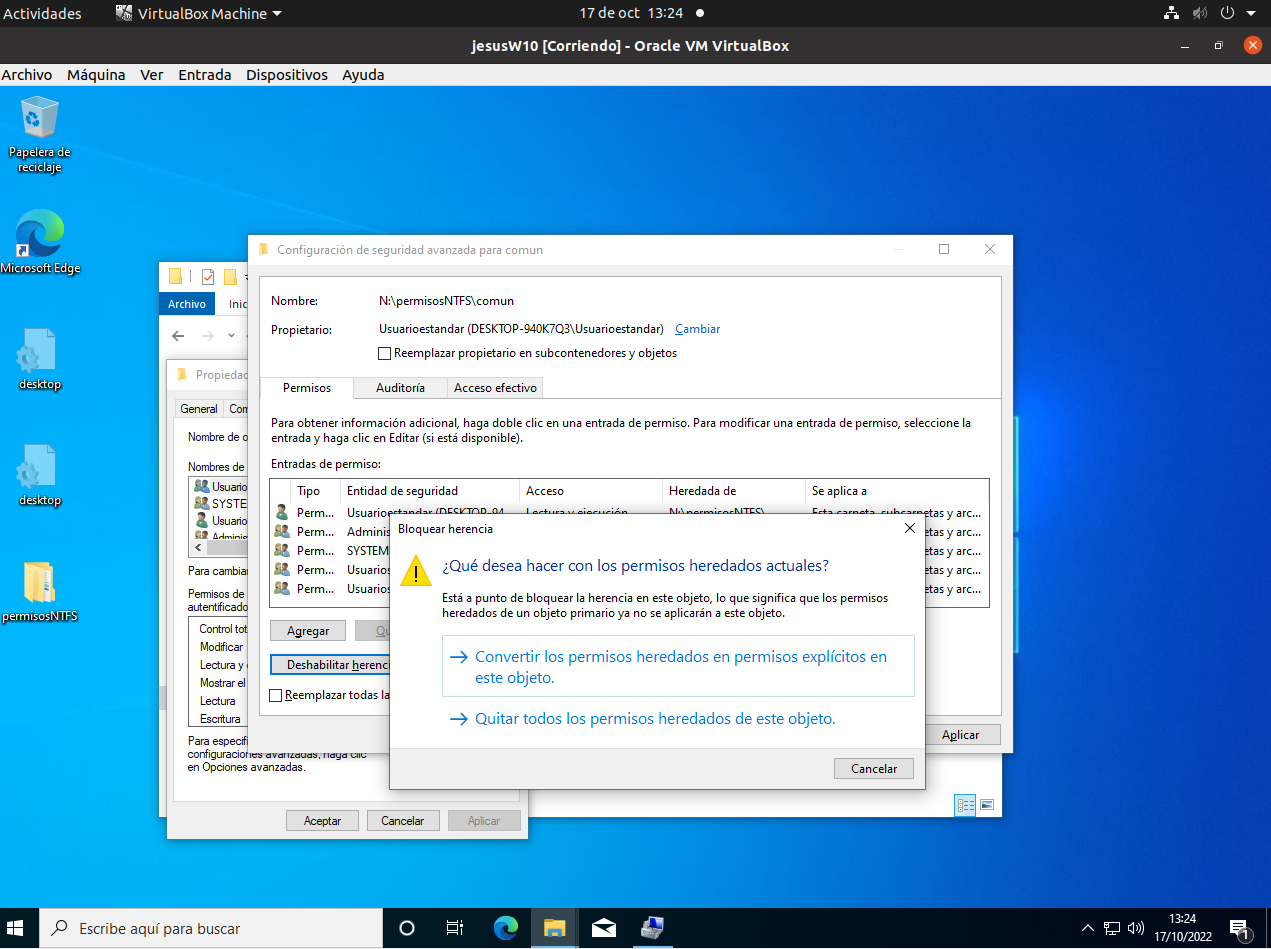 Actividades
VirtualBox Machine
17 de oct 13:24
jesusW10 [Corriendo] - Oracle VM VirtualBox
Archivo Máquina Ver Entrada Dispositivos Ayuda
Papelera de
reciclaje
Microsoft Edge
desktop
desktop
permisosNTFS
Archivo
Inic
Propiedad
General
Com
Nombre de o
Nombres de
Usuario
SYSTE
Usuario
Adminis
Para cambia
Permisos de
autentificado
Control tot
Modificar
Lectura y e
Mostrar el
Lectura
Escritura
Para especifi
configuraciones avanzadas, haga clic
en Opciones avanzadas.
Aceptar
Cancelar
Aplicar
Configuración de seguridad avanzada para comun
Nombre: N:\permisosNTFS\comun
Propietario: Usuarioestandar (DESKTOP-940K7Q3\Usuarioestandar) Cambiar
Reemplazar propietario en subcontenedores y objetos
Permisos Auditoría Acceso efectivo
Para obtener información adicional, haga doble clic en una entrada de permiso. Para modificar una entrada de permiso, seleccione la
entrada y haga clic en Editar (si está disponible).
Entradas de permiso:
Tipo Entidad de seguridad Acceso Heredada de Se aplica a
Perm... Usuarioestandar (DESKTOP-94... Lectura y ejecución N:\permisosNTFS\ Esta carpeta, subcarpetas y arc...
Perm... Adminis etas y arc...
Perm... SYSTEM etas y arc...
Perm... Usuarios etas y arc...
Perm... Usuarios etas y arc...
Agregar
Qu
Deshabilitar herenci
Reemplazar todas la
Aplicar
Bloquear herencia
¿Qué desea hacer con los permisos heredados actuales?
Está a punto de bloquear la herencia en este objeto, lo que significa que los permisos
heredados de un objeto primario ya no se aplicarán a este objeto.
Convertir los permisos heredados en permisos explícitos en
este objeto.
Quitar todos los permisos heredados de este objeto.
Cancelar
Escribe aquí para buscar
13:24
17/10/2022
1